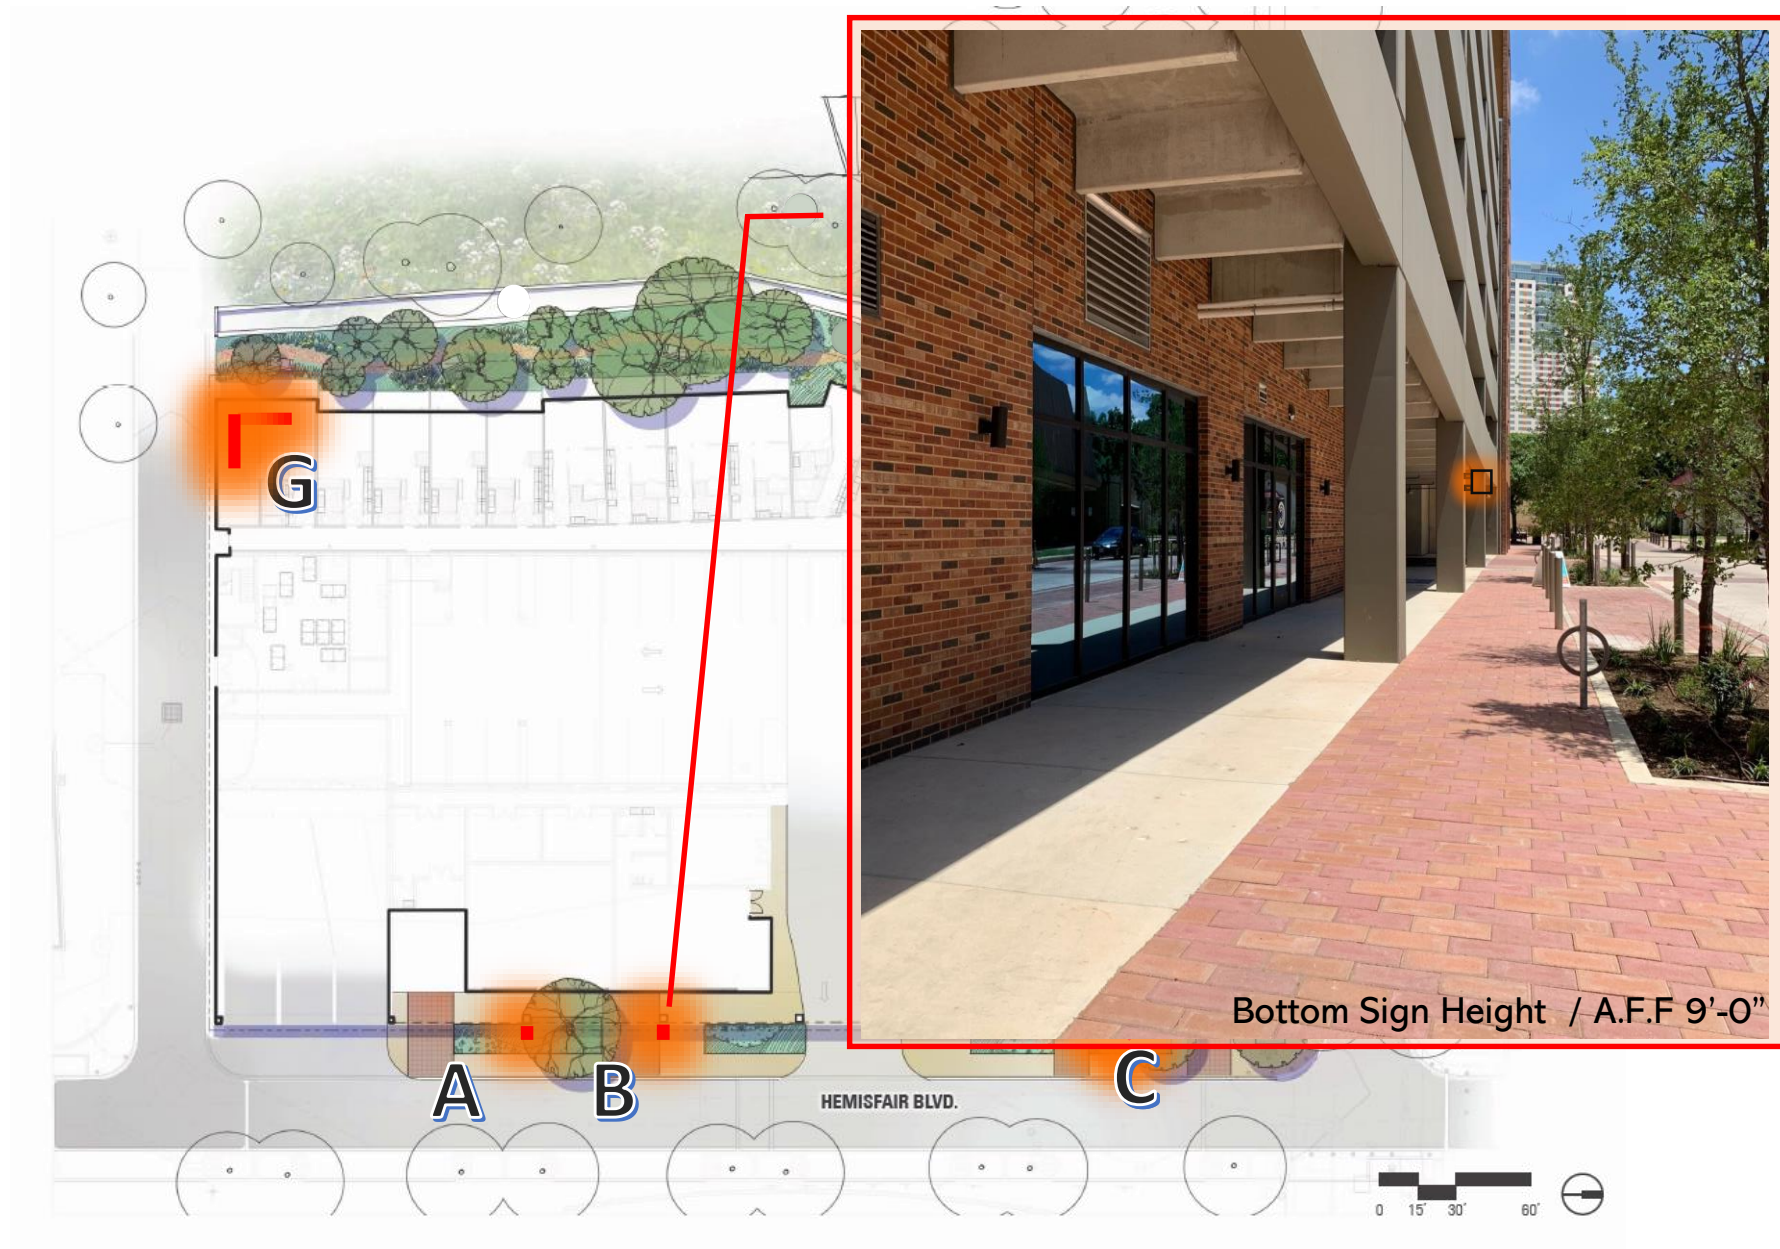 G
Bottom Sign Height / A.F.F 9'-0”
A
B
C
HEMISFAIR BLVD.
0 15' 30' 60'